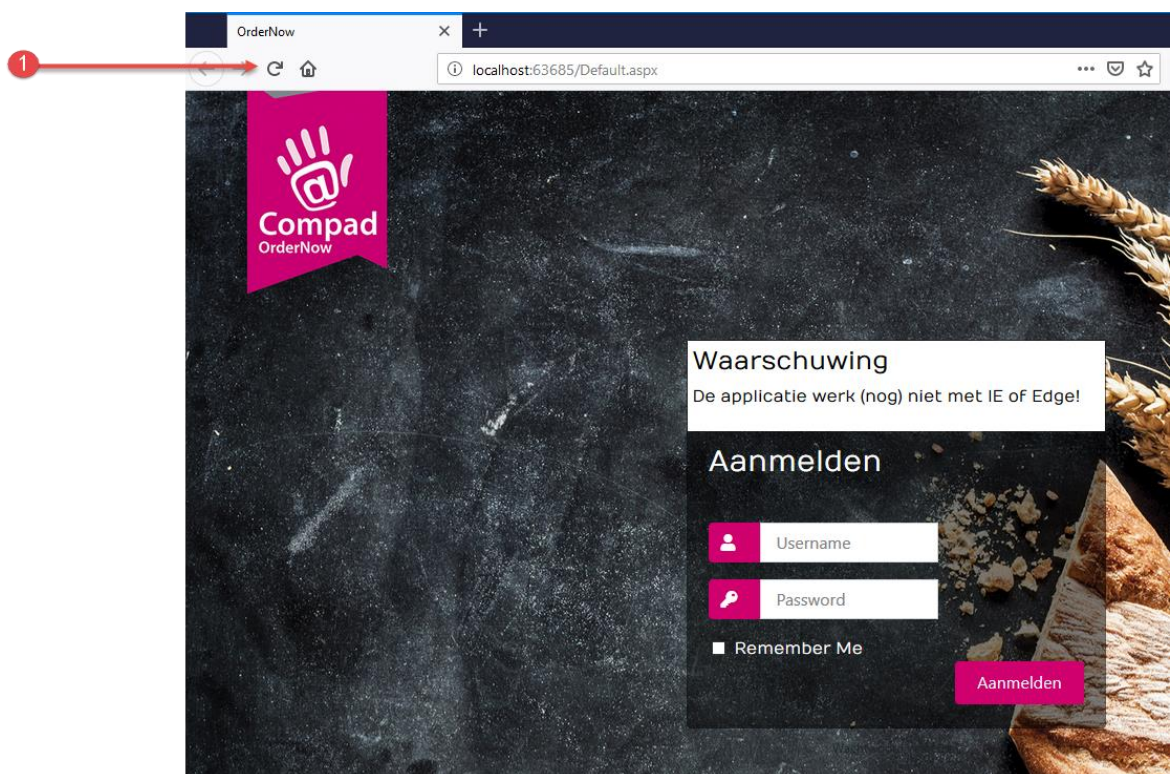 OrderNow
1
localhost:63685/Default.aspx
@
Compad
OrderNow
Waarschuwing
De applicatie werk (nog) niet met IE of Edge!
Aanmelden
Username
Password
Remember Me
Aanmelden